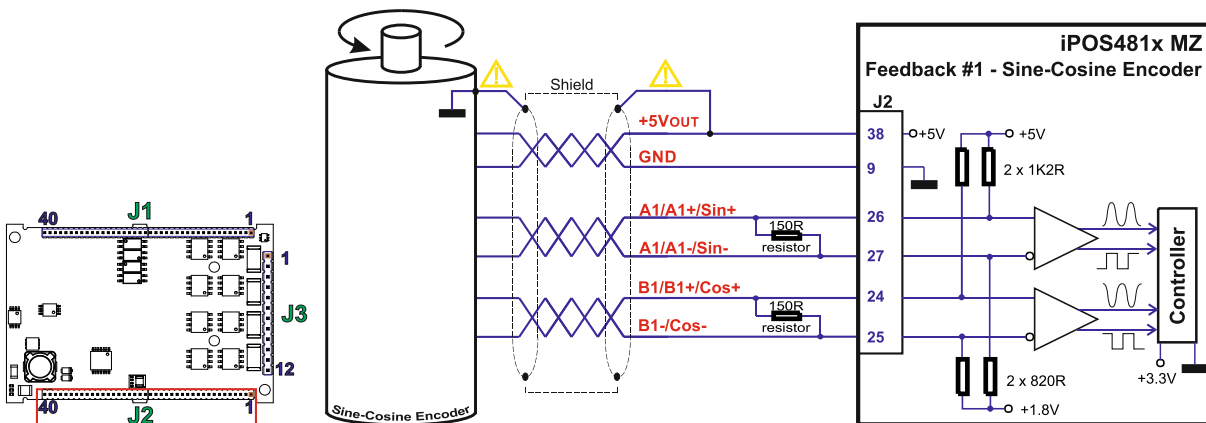 iPOS481x MZ
Feedback #1 - Sine-Cosine Encoder
J2
Shield
+5VOUT
38
+5V
+5V
GND
9
2 x 1K2R
A1/A1+/Sin+
26
150R
resistor
A1/A1-/Sin-
27
B1/B1+/Cos+
24
150R
resistor
B1-/Cos-
25
Controller
+3.3V
2 x 820R
+1.8V
Sine-Cosine Encoder
40
J1
1
1
J3
12
40
J2
1